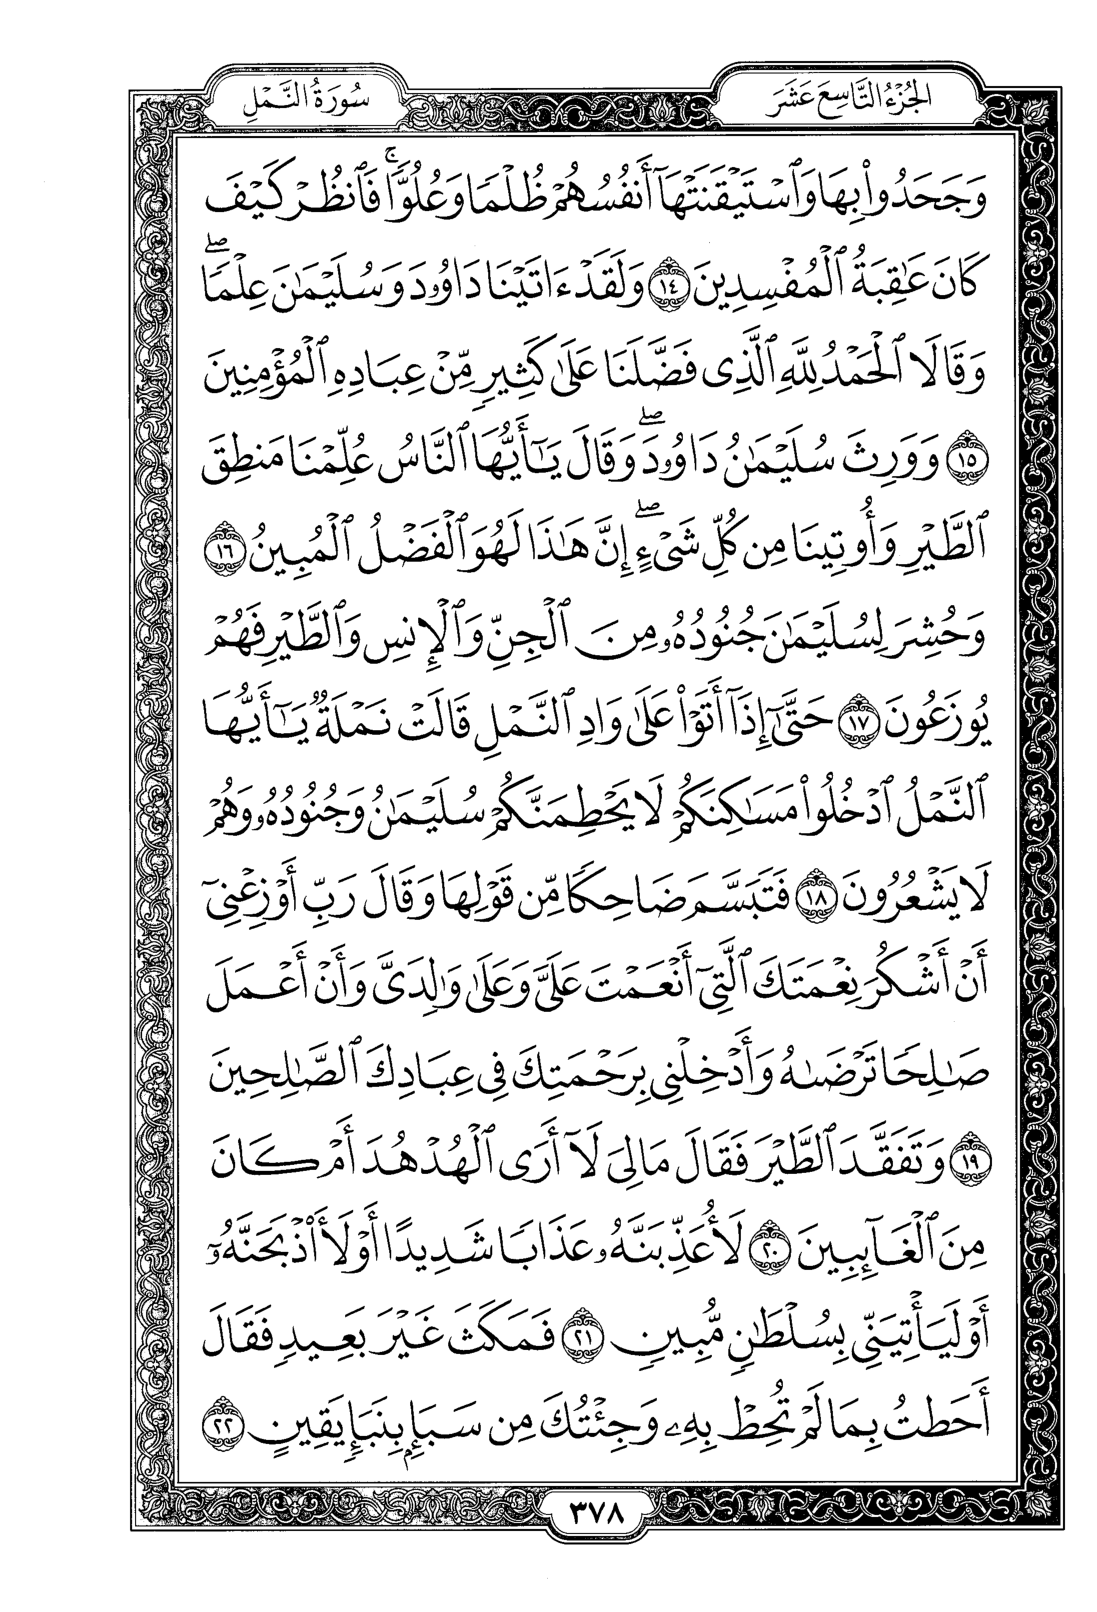 الجُزْءُ التَّاسِعَ عَشَرَ
سُورَةُ النَّمْلِ
وَجَحَدُواْ بِهَا وَٱسْتَيْقَنَتْهَآ أَنفُسُهُمْ ظُلْمًا وَعُلُوًّاۚ فَٱنظُرْ كَيْفَ
كَانَ عَٰقِبَةُ ٱلْمُفْسِدِينَ ١٤ وَلَقَدْ ءَاتَيْنَا دَاوُۥدَ وَسُلَيْمَٰنَ عِلْمًاۖ
وَقَالَا ٱلْحَمْدُ لِلَّهِ ٱلَّذِى فَضَّلَنَا عَلَىٰ كَثِيرٍ مِّنْ عِبَادِهِ ٱلْمُؤْمِنِينَ
١٥ وَوَرِثَ سُلَيْمَٰنُ دَاوُۥدَۖ وَقَالَ يَٰٓأَيُّهَا ٱلنَّاسُ عُلِّمْنَا مَنطِقَ
ٱلطَّيْرِ وَأُوتِينَا مِن كُلِّ شَىْءٍۖ إِنَّ هَٰذَا لَهُوَ ٱلْفَضْلُ ٱلْمُبِينُ ١٦
وَحُشِرَ لِسُلَيْمَٰنَ جُنُودُهُۥ مِنَ ٱلْجِنِّ وَٱلْإِنسِ وَٱلطَّيْرِ فَهُمْ
يُوزَعُونَ ١٧ حَتَّىٰٓ إِذَآ أَتَوْاْ عَلَىٰ وَادِ ٱلنَّمْلِ قَالَتْ نَمْلَةٌ يَٰٓأَيُّهَا
ٱلنَّمْلُ ٱدْخُلُواْ مَسَٰكِنَكُمْ لَا يَحْطِمَنَّكُمْ سُلَيْمَٰنُ وَجُنُودُهُۥ وَهُمْ
لَا يَشْعُرُونَ ١٨ فَتَبَسَّمَ ضَاحِكًا مِّن قَوْلِهَا وَقَالَ رَبِّ أَوْزِعْنِىٓ
أَنْ أَشْكُرَ نِعْمَتَكَ ٱلَّتِىٓ أَنْعَمْتَ عَلَىَّ وَعَلَىٰ وَٰلِدَىَّ وَأَنْ أَعْمَلَ
صَٰلِحًا تَرْضَىٰهُ وَأَدْخِلْنِى بِرَحْمَتِكَ فِى عِبَادِكَ ٱلصَّٰلِحِينَ
١٩ وَتَفَقَّدَ ٱلطَّيْرَ فَقَالَ مَالِىَ لَآ أَرَى ٱلْهُدْهُدَ أَمْ كَانَ
مِنَ ٱلْغَآئِبِينَ ٢٠ لَأُعَذِّبَنَّهُۥ عَذَابًا شَدِيدًا أَوْ لَأَاْذْبَحَنَّهُۥٓ
أَوْ لَيَأْتِيَنِّى بِسُلْطَٰنٍ مُّبِينٍ ٢١ فَمَكَثَ غَيْرَ بَعِيدٍ فَقَالَ
أَحَطتُ بِمَا لَمْ تُحِطْ بِهِۦ وَجِئْتُكَ مِن سَبَإٍۭ بِنَبَإٍ يَقِينٍ ٢٢
٣٧٨